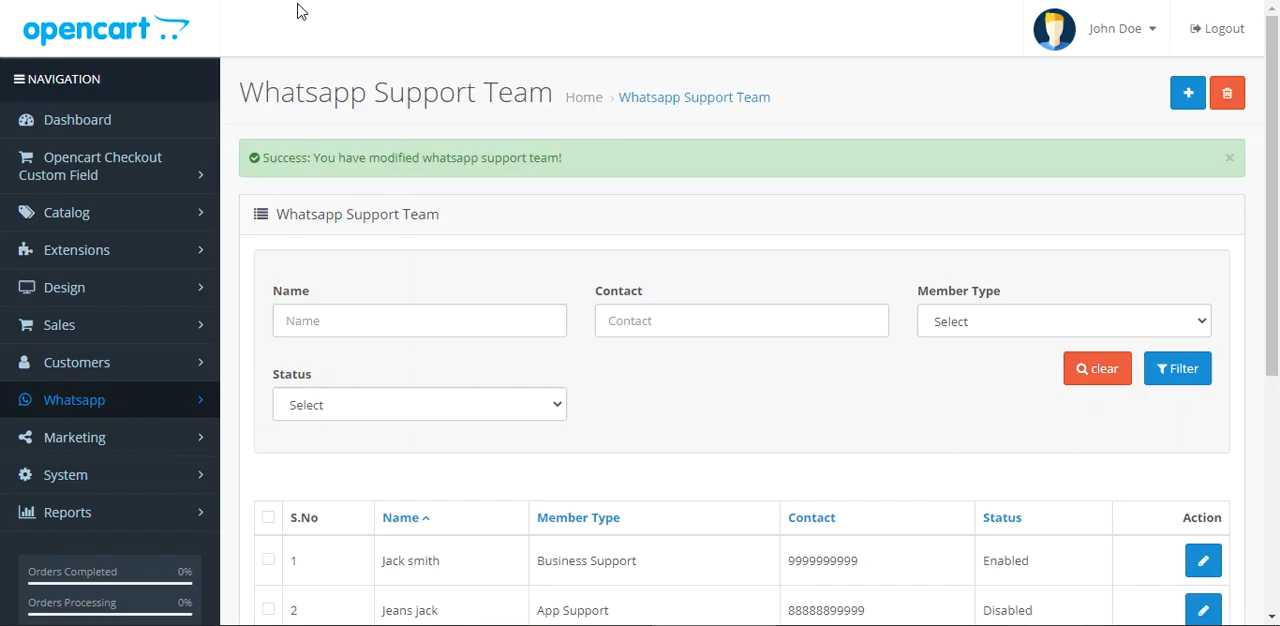 opencart
John Doe
Logout
NAVIGATION
Dashboard
Opencart Checkout
Custom Field
Catalog
Extensions
Design
Sales
Customers
Whatsapp
Marketing
System
Reports
Orders Completed 0%
Orders Processing 0%
Whatsapp Support Team
Home › Whatsapp Support Team
Success: You have modified whatsapp support team! ×
Whatsapp Support Team
Name Contact Member Type
Name Contact Select
clear Filter
Status
Select
S.No Name Member Type Contact Status Action
1 Jack smith Business Support 9999999999 Enabled
2 Jeans jack App Support 88888899999 Disabled